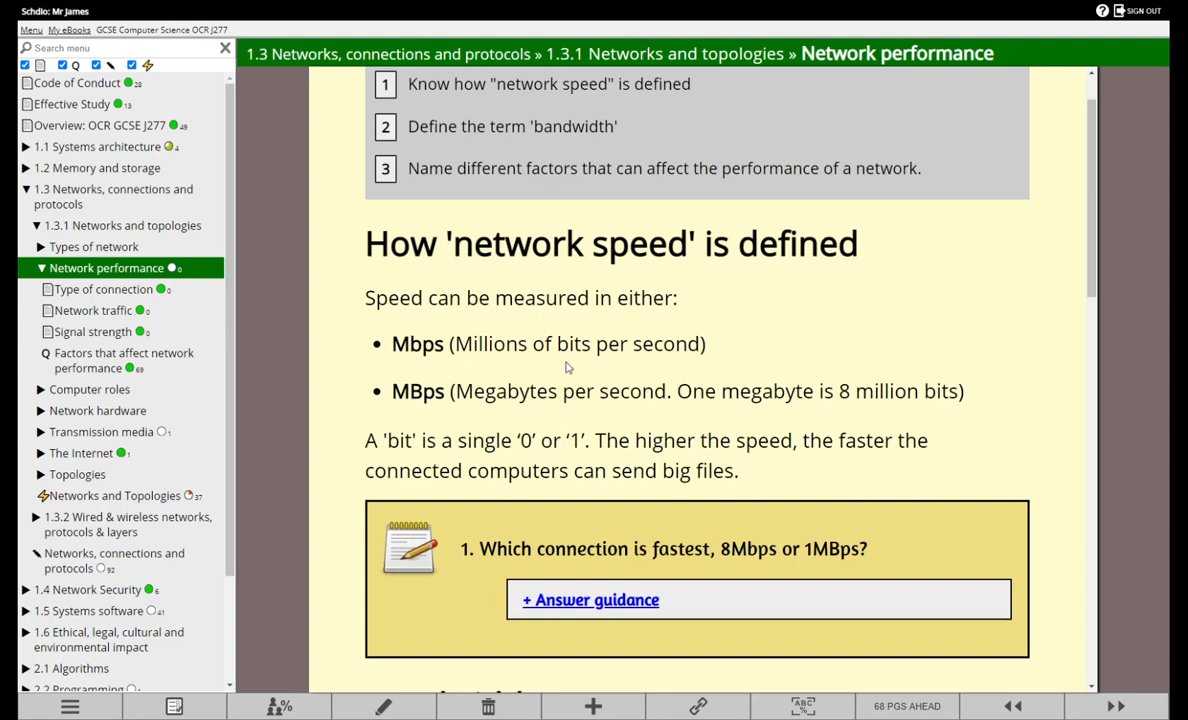 Schdio: Mr James
? SIGN OUT
Menu My eBooks GCSE Computer Science OCR J277
Search menu
Q
Code of Conduct 28
Effective Study 13
Overview: OCR GCSE J277 49
1.1 Systems architecture 4
1.2 Memory and storage
1.3 Networks, connections and
protocols
1.3.1 Networks and topologies
Types of network
Network performance 0
Type of connection 0
Network traffic 0
Signal strength 0
Q Factors that affect network
performance 69
Computer roles
Network hardware
Transmission media 1
The Internet 1
Topologies
Networks and Topologies 37
1.3.2 Wired & wireless networks,
protocols & layers
Networks, connections and
protocols 92
1.4 Network Security 6
1.5 Systems software 41
1.6 Ethical, legal, cultural and
environmental impact
2.1 Algorithms
2.2 Programming
1.3 Networks, connections and protocols » 1.3.1 Networks and topologies » Network performance
1 Know how "network speed" is defined
2 Define the term 'bandwidth'
3 Name different factors that can affect the performance of a network.
How 'network speed' is defined
Speed can be measured in either:
• Mbps (Millions of bits per second)
• MBps (Megabytes per second. One megabyte is 8 million bits)
A 'bit' is a single ‘0’ or ‘1’. The higher the speed, the faster the
connected computers can send big files.
1. Which connection is fastest, 8Mbps or 1MBps?
+ Answer guidance
%
ABC
%
68 PGS AHEAD